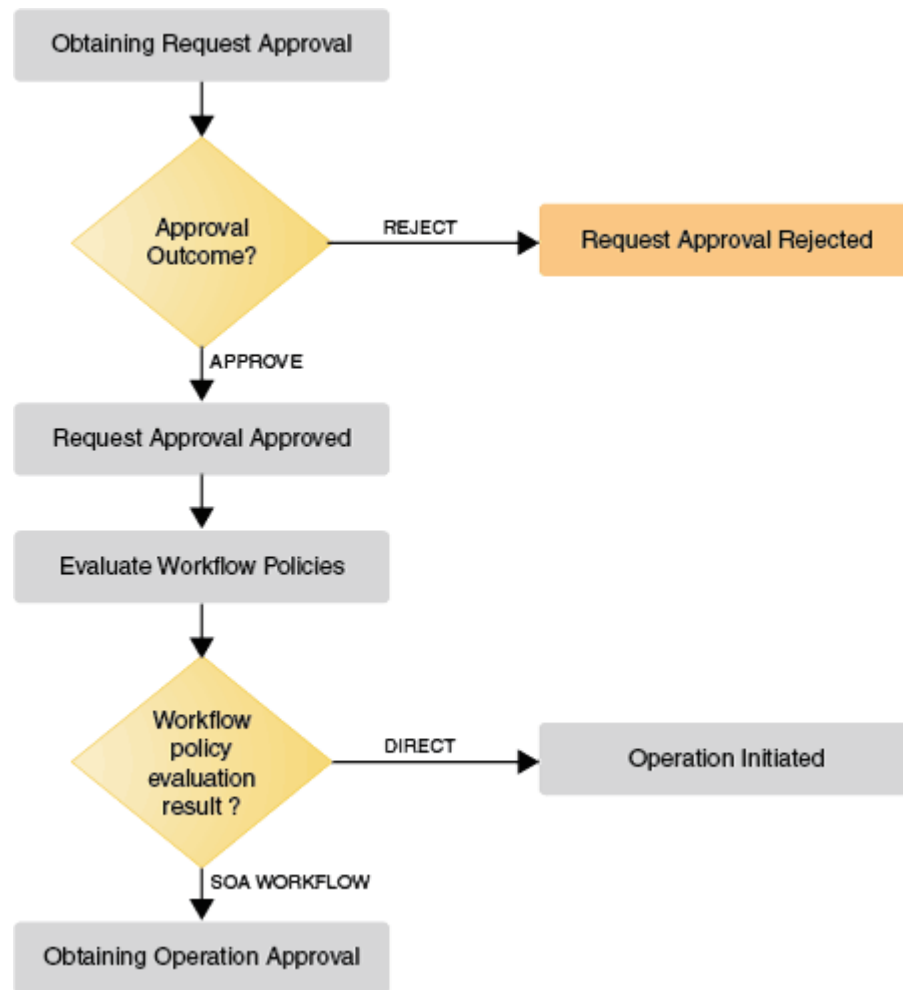 Obtaining Request Approval
Approval
Outcome?
REJECT
Request Approval Rejected
APPROVE
Request Approval Approved
Evaluate Workflow Policies
Workflow
policy
evaluation
result ?
DIRECT
Operation Initiated
SOA WORKFLOW
Obtaining Operation Approval